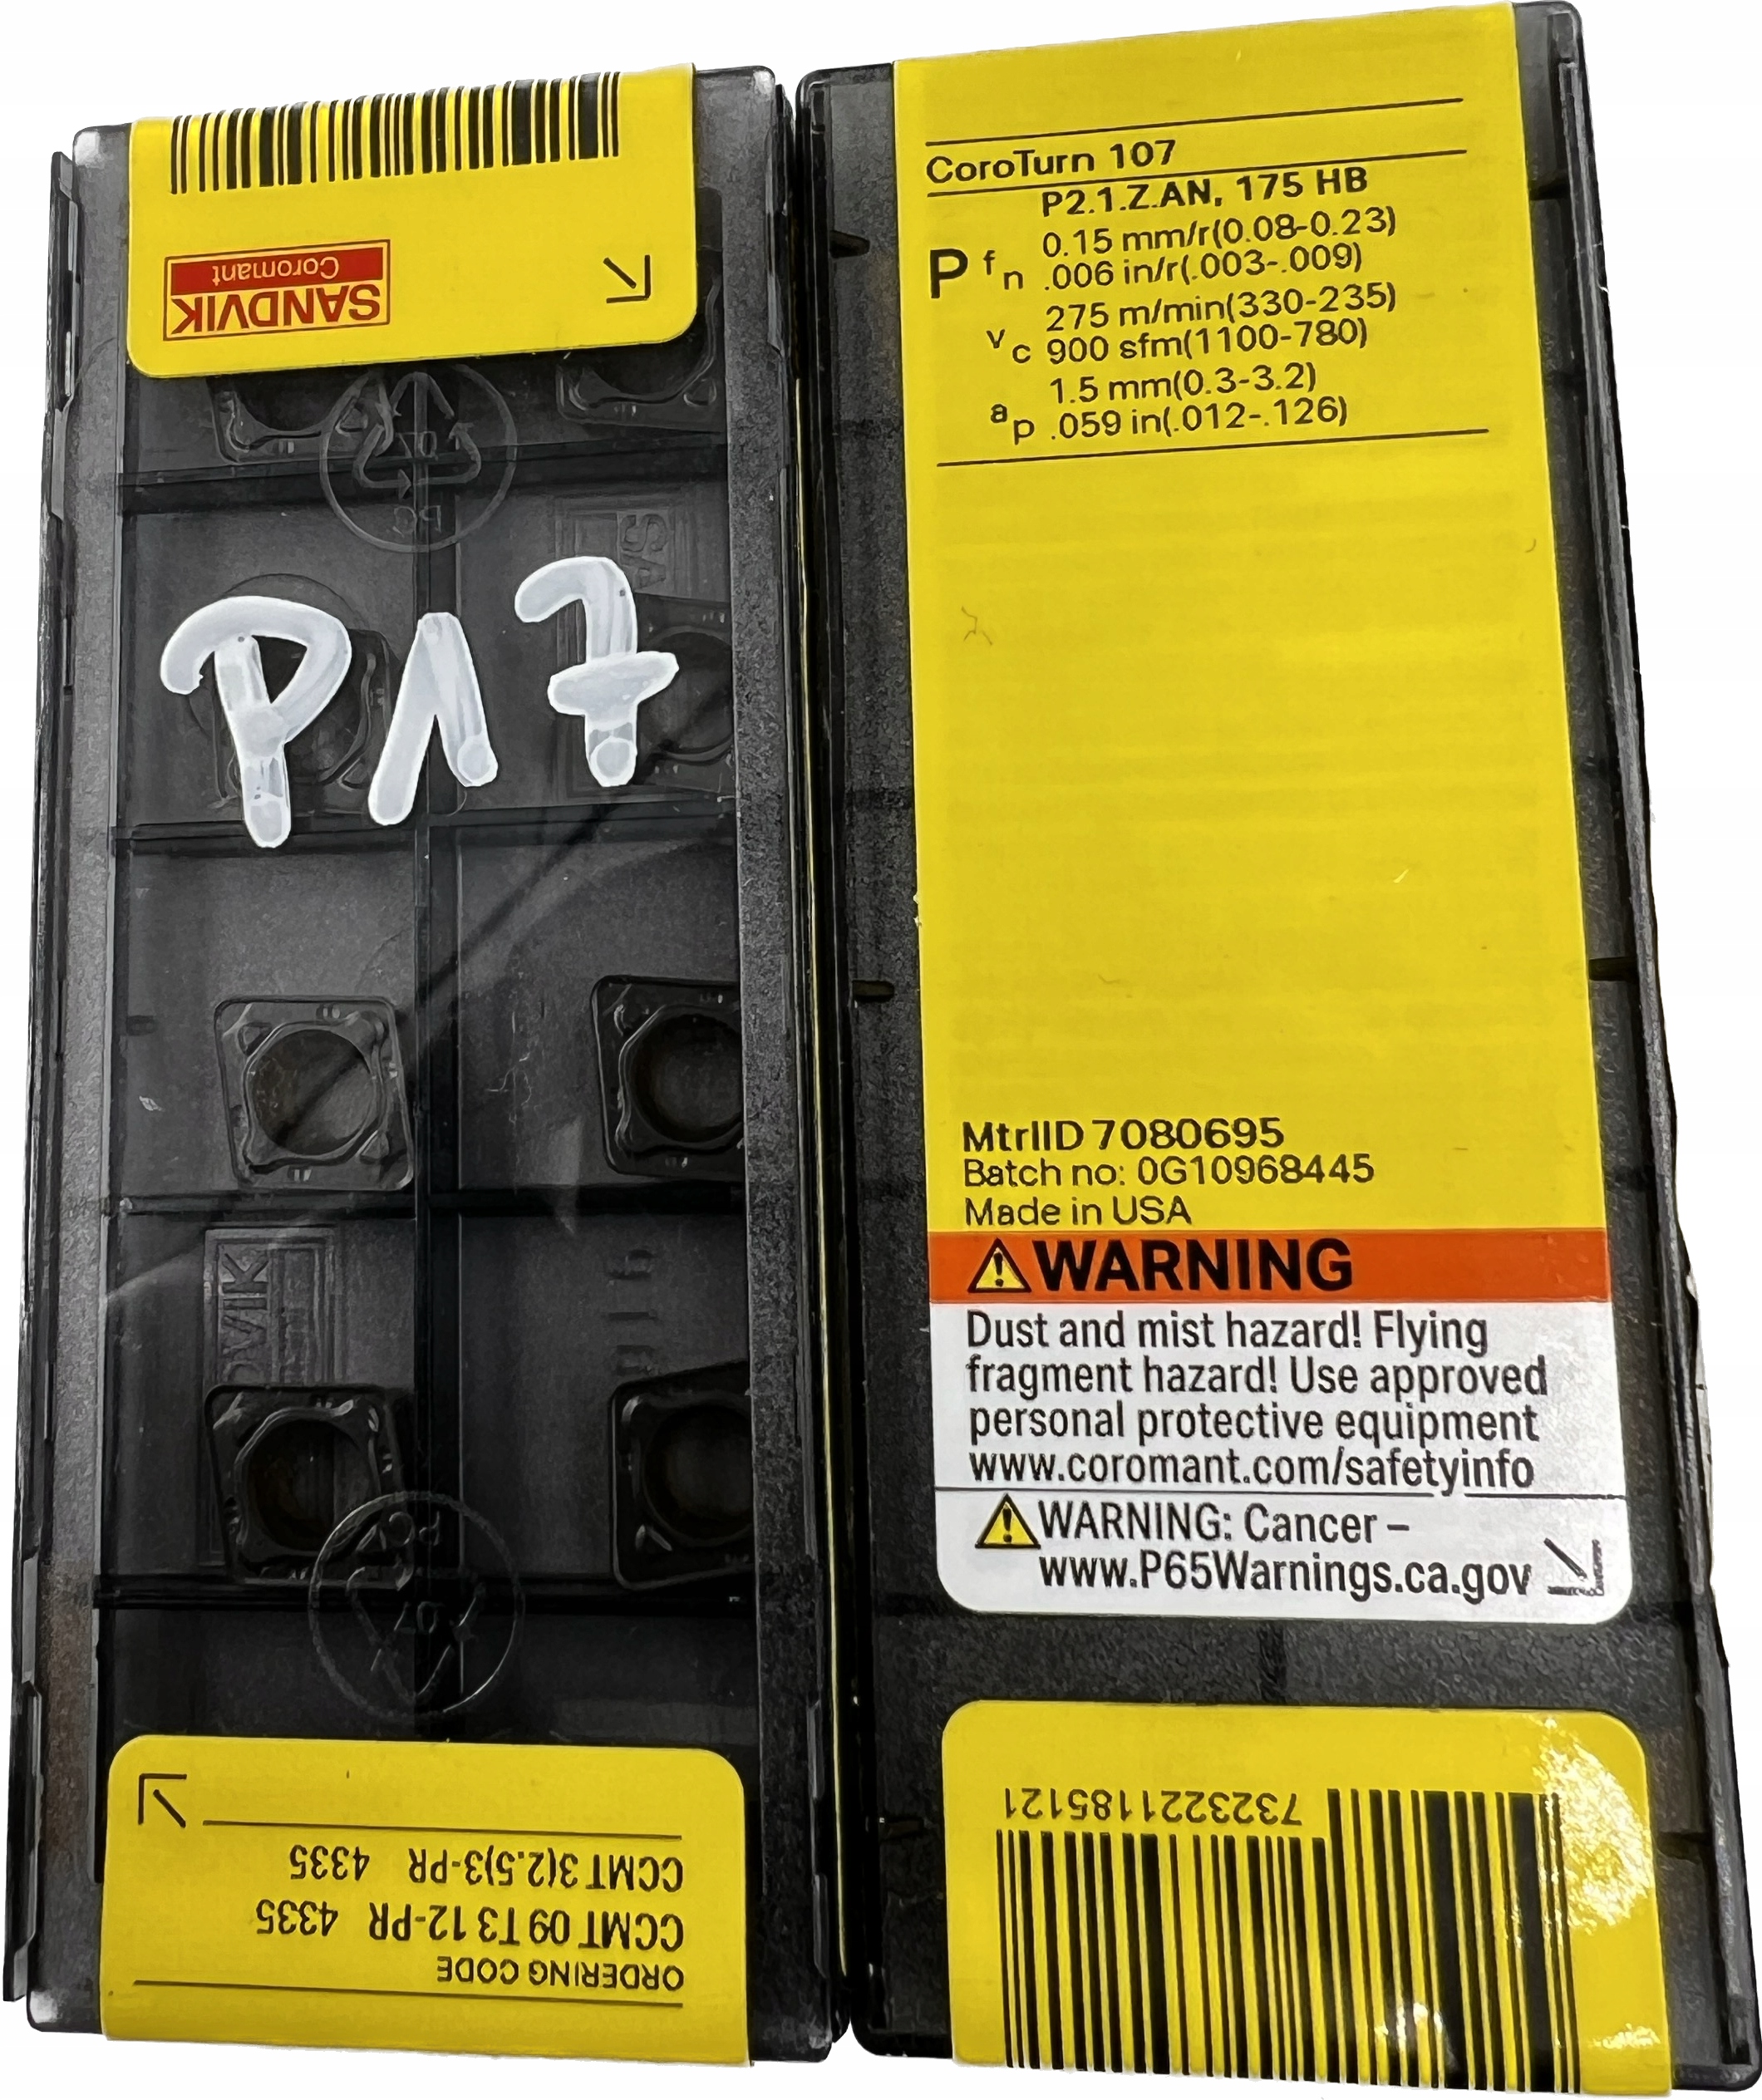 SANDVIK
Coromant
PA7
ORDERING CODE
CCMT 09 T3 12-PR 4335
CCMT 3(2.5)3-PR 4335
CoroTurn 107
P2.1.Z.AN, 175 HB
P fn 0.15 mm/r(0.08-0.23)
.006 in/r(.003-.009)
vc 275 m/min(330-235)
900 sfm(1100-780)
ap 1.5 mm(0.3-3.2)
.059 in(.012-.126)
MtrlID 7080695
Batch no: 0G10968445
Made in USA
WARNING
Dust and mist hazard! Flying
fragment hazard! Use approved
personal protective equipment
www.coromant.com/safetyinfo
WARNING: Cancer –
www.P65Warnings.ca.gov
7323221185121